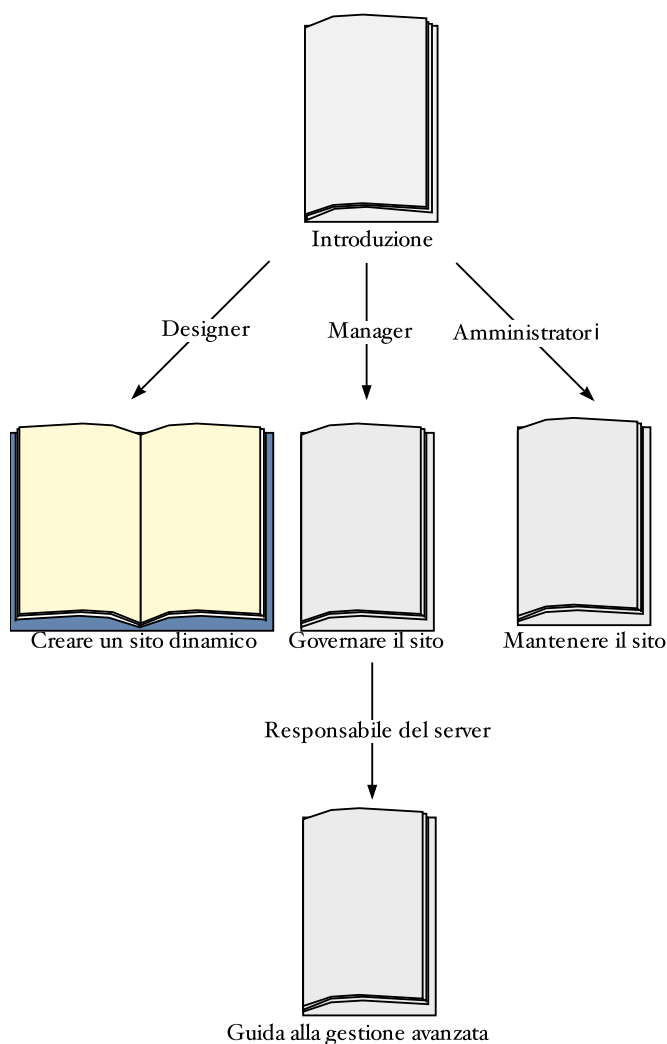 Introduzione
Designer
Manager
Amministratori
Creare un sito dinamico
Governare il sito
Mantenere il sito
Responsabile del server
Guida alla gestione avanzata